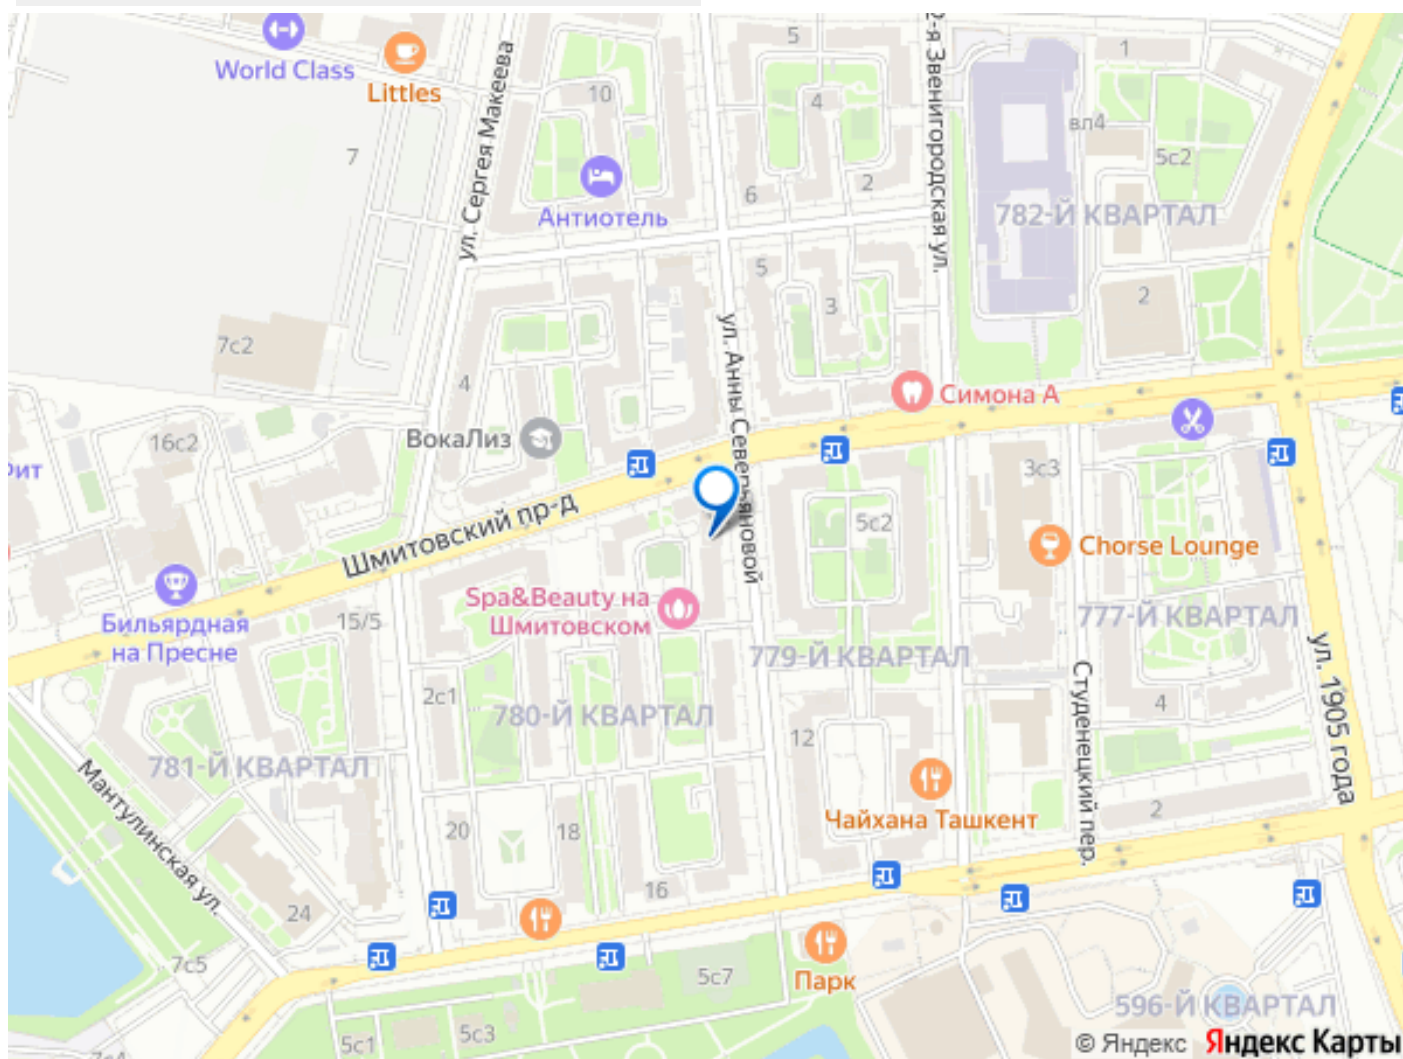 World Class
Littles
ул. Сергея Макеева
10
7
Антиотель
5
4
6
2
2-я Звенигородская ул.
1
вл4
5с2
782-Й КВАРТАЛ
5
3
2
7с2
4
ул. Анны Северьяновой
Симона А
ВокаЛиз
16с2
Шмитовский пр-д
3с3
5с2
Chorse Lounge
Бильярдная
на Пресне
15/5
Spa&Beauty на
Шмитовском
777-Й КВАРТАЛ
779-Й КВАРТАЛ
2с1
780-Й КВАРТАЛ
781-Й КВАРТАЛ
12
4
Студенецкий пер.
ул. 1905 года
Мантулинская ул.
20
18
Чайхана Ташкент
2
16
24
7с5
5с7
Парк
596-Й КВАРТАЛ
5с1
5с3
© Яндекс Яндекс Карты